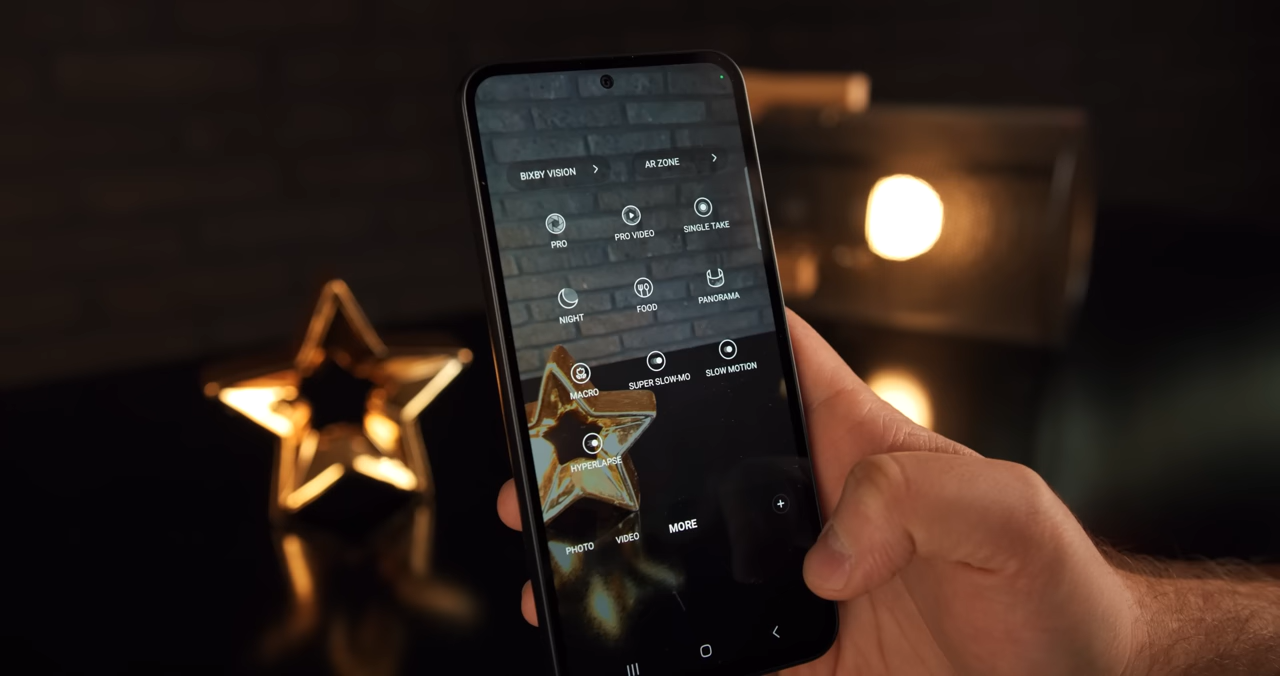 BIXBY VISION
AR ZONE
PRO
PRO VIDEO
SINGLE TAKE
NIGHT
FOOD
PANORAMA
MACRO
SUPER SLOW-MO
SLOW MOTION
HYPERLAPSE
PHOTO
VIDEO
MORE